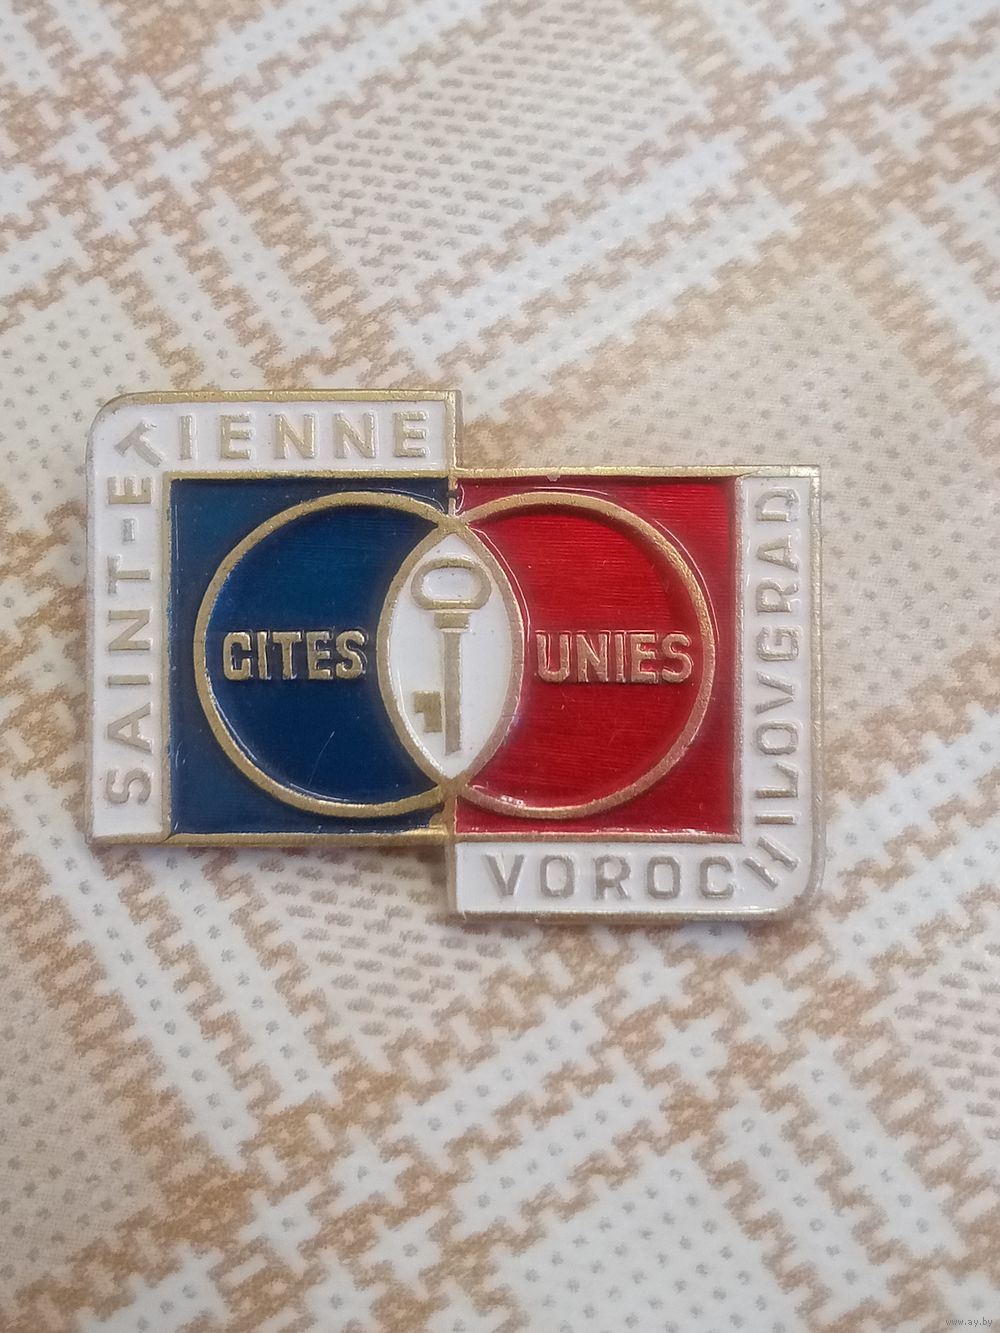 SAINT-ETIENNE
CITES UNIES
VOROCHILOVGRAD
www.ay.by